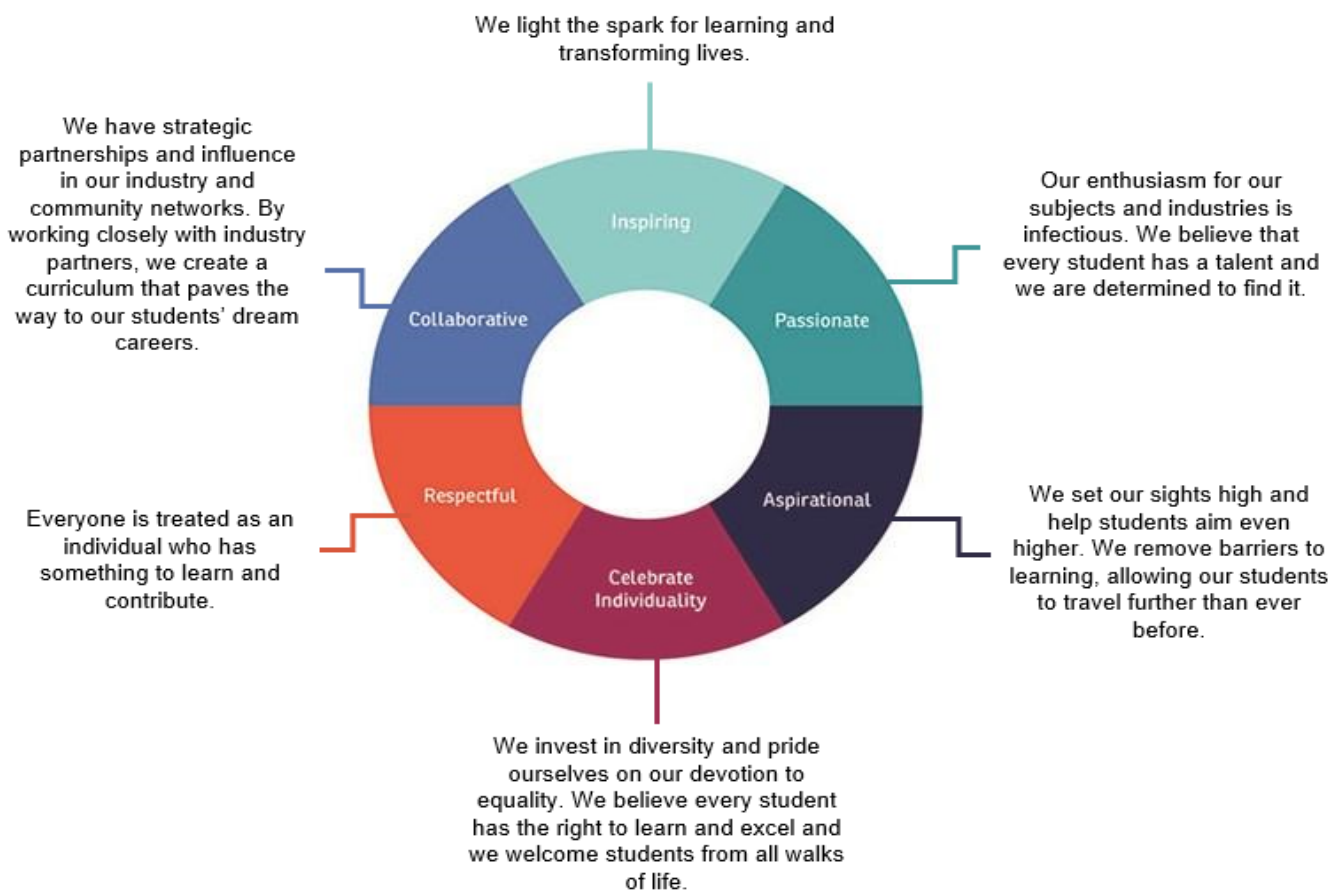 We light the spark for learning and
transforming lives.
We have strategic
partnerships and influence
in our industry and
community networks. By
working closely with industry
partners, we create a
curriculum that paves the
way to our students’ dream
careers.
Our enthusiasm for our
subjects and industries is
infectious. We believe that
every student has a talent and
we are determined to find it.
Inspiring
Collaborative
Passionate
Respectful
Aspirational
Celebrate
Individuality
Everyone is treated as an
individual who has
something to learn and
contribute.
We set our sights high and
help students aim even
higher. We remove barriers to
learning, allowing our students
to travel further than ever
before.
We invest in diversity and pride
ourselves on our devotion to
equality. We believe every student
has the right to learn and excel and
we welcome students from all walks
of life.